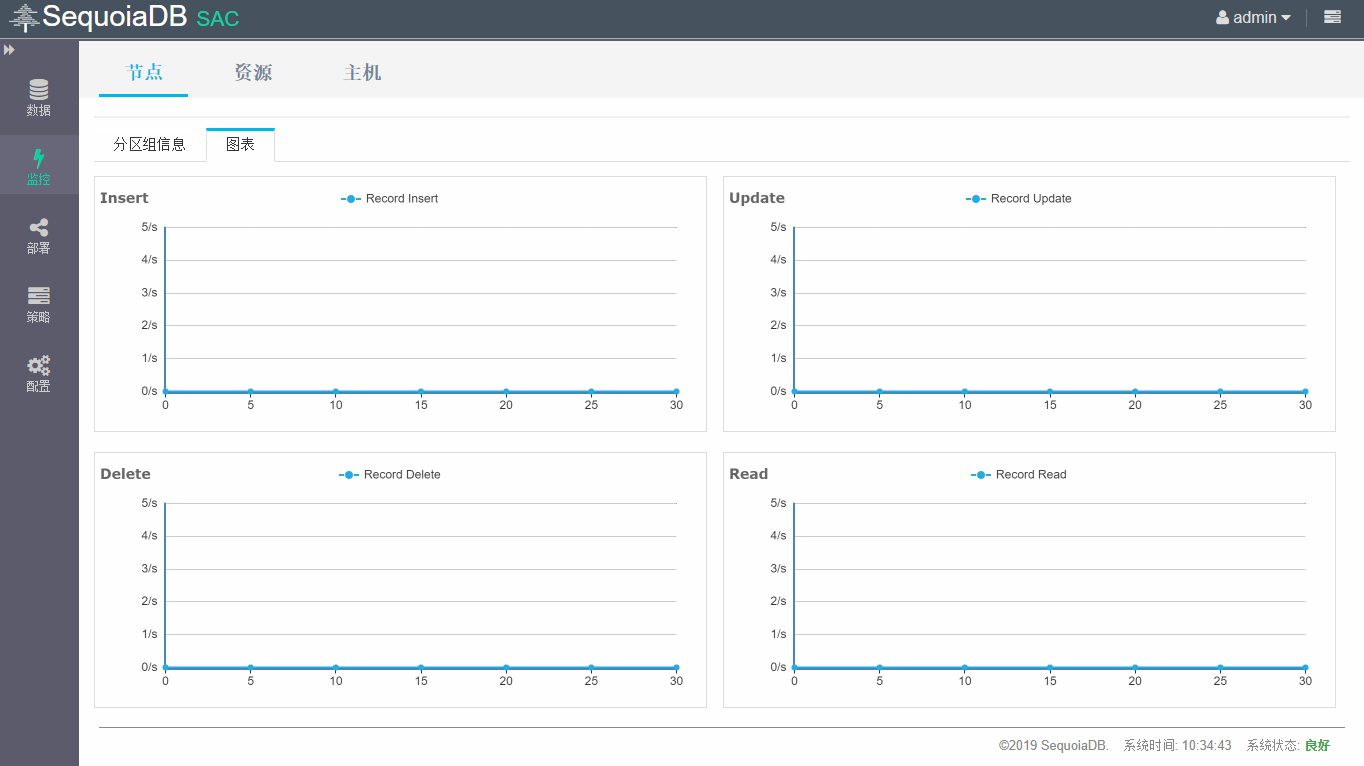 SequoiaDB SAC
admin
数据
监控
部署
策略
配置
节点 资源 主机
分区组信息 图表
Insert
Record Insert
5/s
4/s
3/s
2/s
1/s
0/s
0 5 10 15 20 25 30
Update
Record Update
5/s
4/s
3/s
2/s
1/s
0/s
0 5 10 15 20 25 30
Delete
Record Delete
5/s
4/s
3/s
2/s
1/s
0/s
0 5 10 15 20 25 30
Read
Record Read
5/s
4/s
3/s
2/s
1/s
0/s
0 5 10 15 20 25 30
©2019 SequoiaDB. 系统时间: 10:34:43 系统状态: 良好